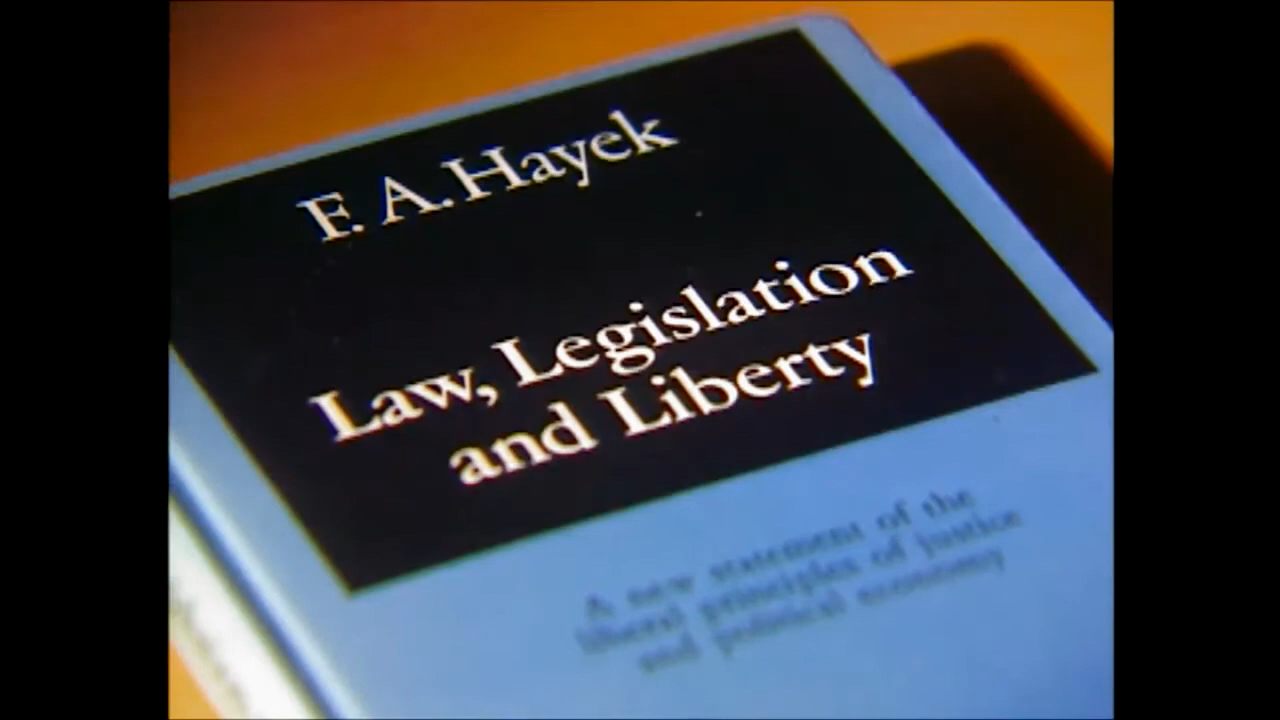 F. A. Hayek
Law, Legislation
and Liberty
A new statement of the
liberal principles of justice
and political economy